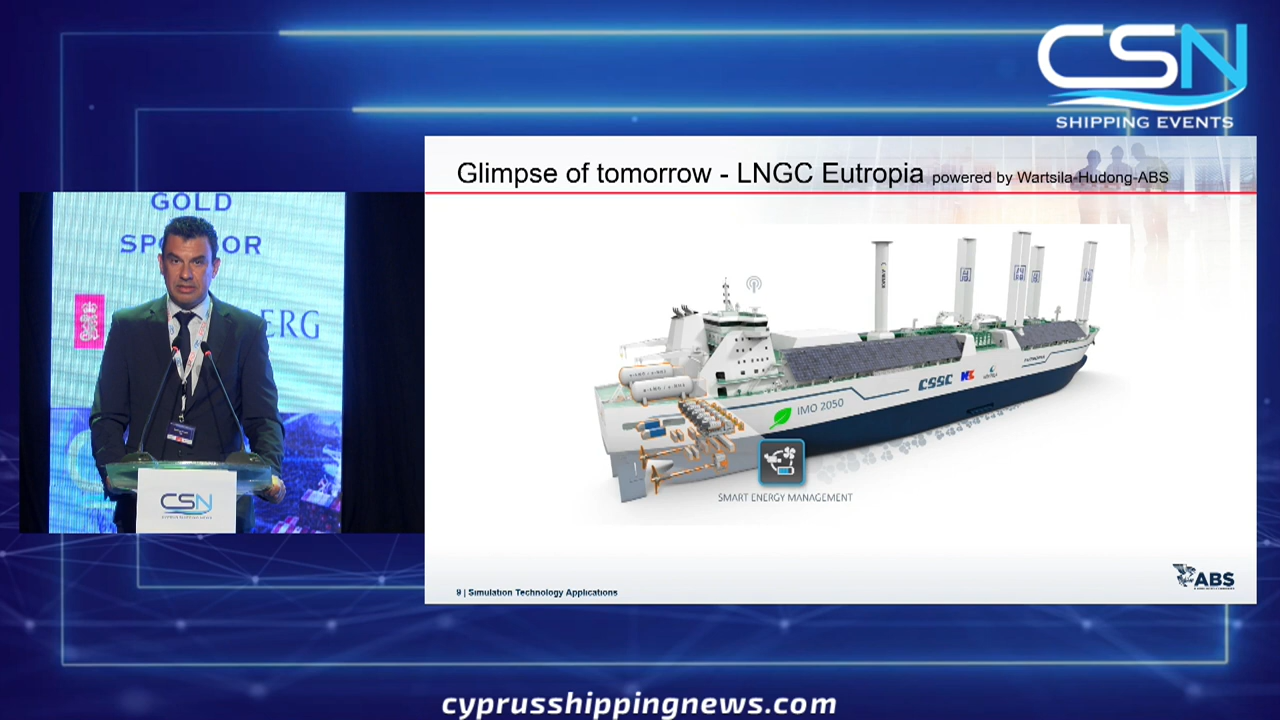 CSN
SHIPPING EVENTS
Glimpse of tomorrow - LNGC Eutropia powered by Wartsila-Hudong-ABS
GOLD
ERG
IMO 2050
CSSC
SMART ENERGY MANAGEMENT
CSN
ABS
9 | Simulation Technology Applications
cyprusshippingnews.com